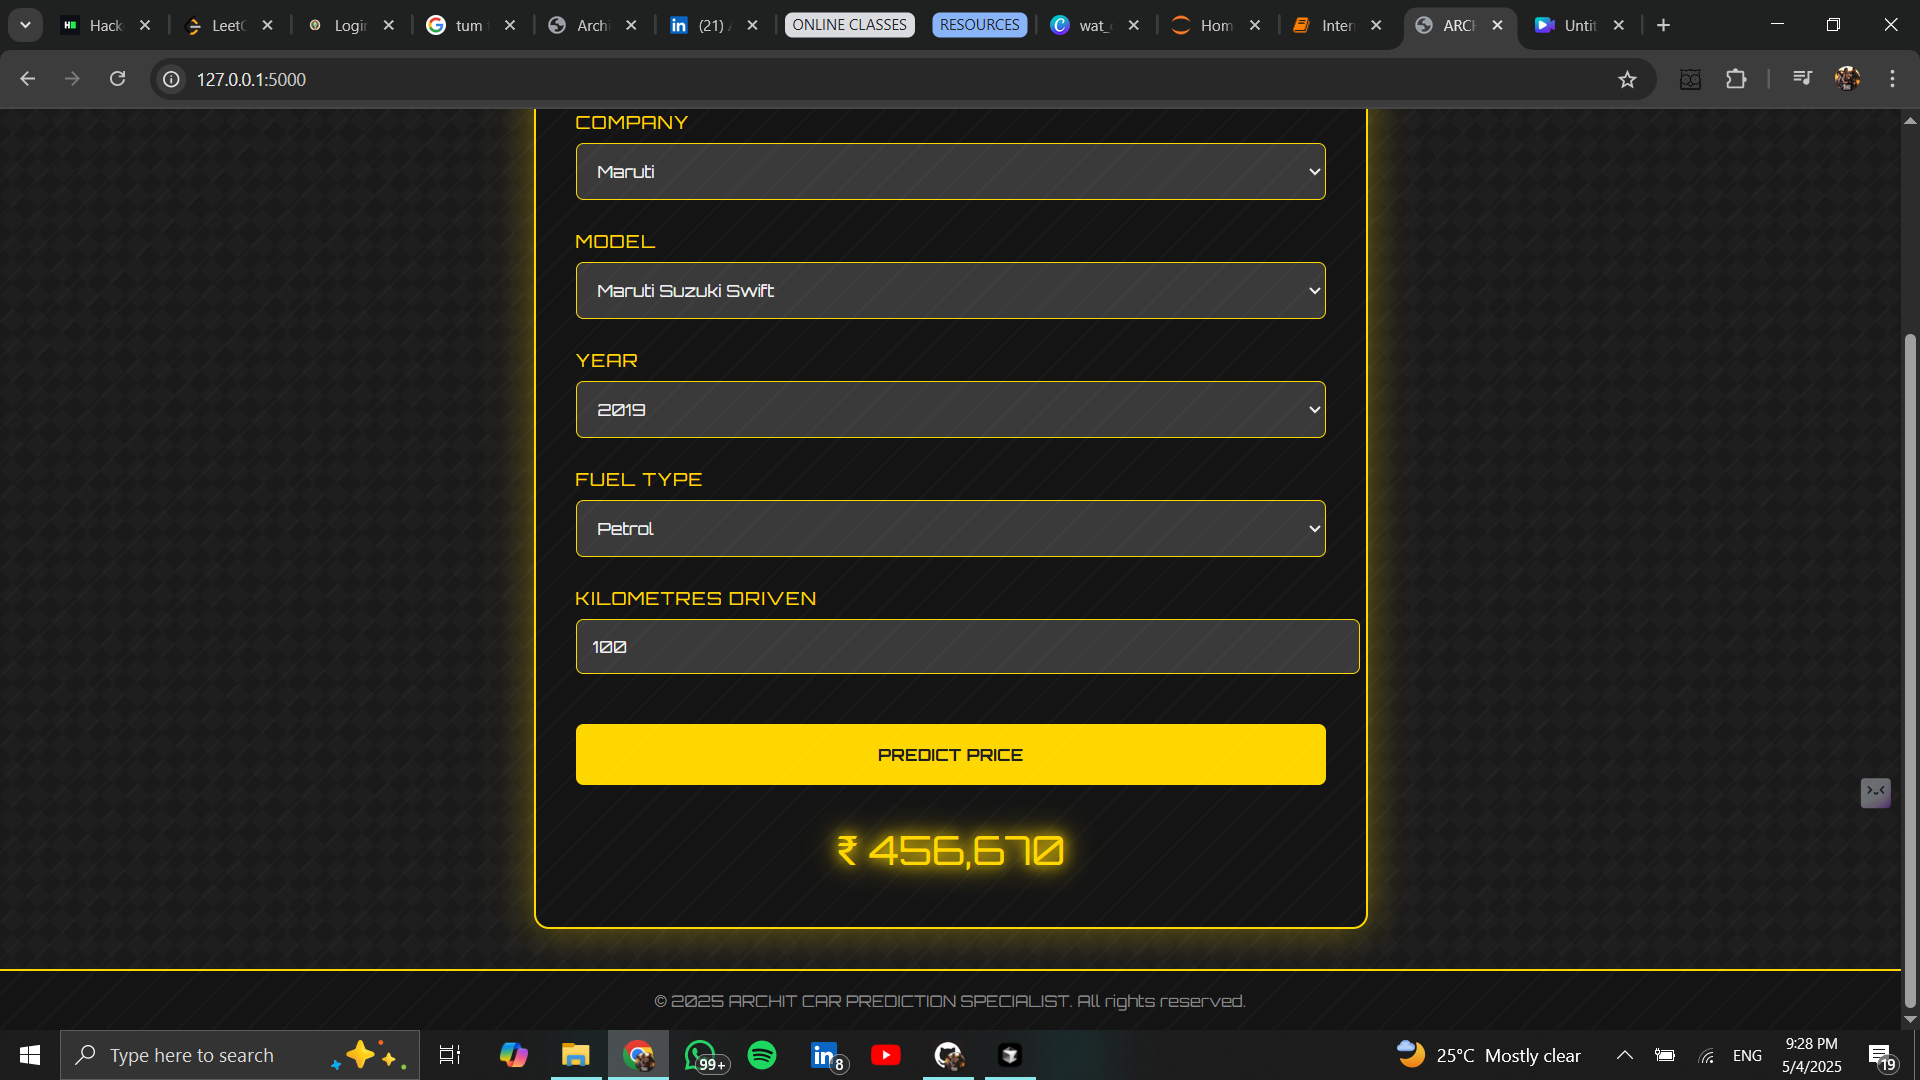 Hack
LeetC
Login
tum
Archi
(21)
ONLINE CLASSES
RESOURCES
wat_
Hom
Inter
ARCH
Untit
127.0.0.1:5000
COMPANY
Maruti
MODEL
Maruti Suzuki Swift
YEAR
2019
FUEL TYPE
Petrol
KILOMETRES DRIVEN
100
PREDICT PRICE
₹ 456,670
© 2025 ARCHIT CAR PREDICTION SPECIALIST. All rights reserved.
Type here to search
99+
in
8
25°C Mostly clear
ENG
9:28 PM
5/4/2025
19